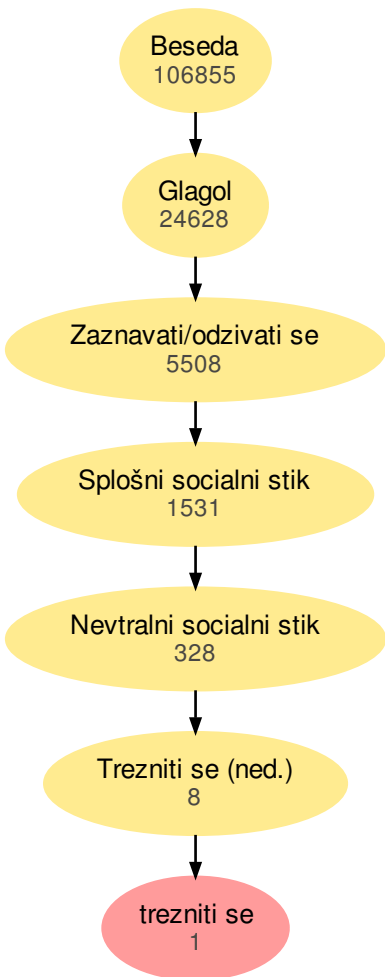 Beseda
106855
Glagol
24628
Zaznavati/odzivati se
5508
Splošni socialni stik
1531
Nevtralni socialni stik
328
Trezniti se (ned.)
8
trezniti se
1